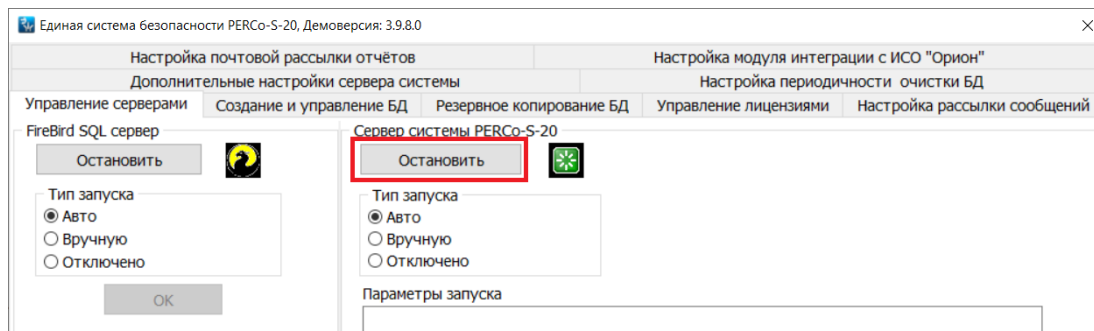 Единая система безопасности PERCo-S-20, Демоверсия: 3.9.8.0
Настройка почтовой рассылки отчётов
Настройка модуля интеграции с ИСО "Орион"
Дополнительные настройки сервера системы
Настройка периодичности очистки БД
Управление серверами
Создание и управление БД
Резервное копирование БД
Управление лицензиями
Настройка рассылки сообщений
FireBird SQL сервер
Остановить
Тип запуска
Авто
Вручную
Отключено
OK
Сервер системы PERCo-S-20
Остановить
Тип запуска
Авто
Вручную
Отключено
Параметры запуска